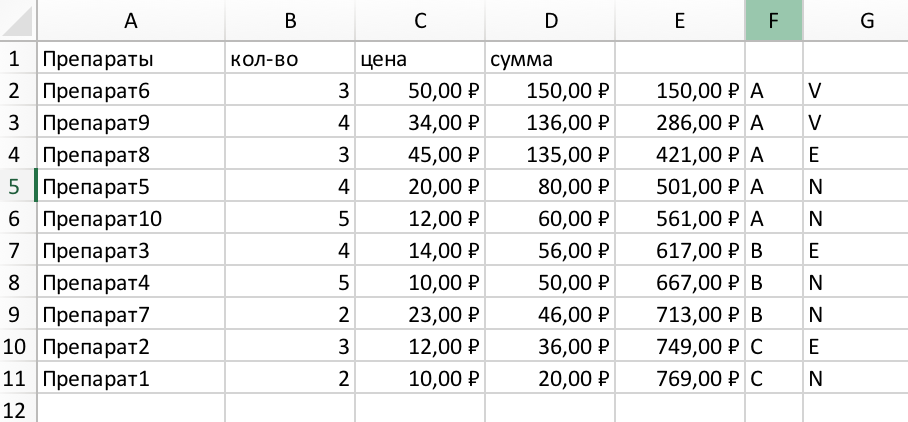 A B C D E F G
1 Препараты кол-во цена сумма
2 Препарат6 3 50,00 ₽ 150,00 ₽ 150,00 ₽ A V
3 Препарат9 4 34,00 ₽ 136,00 ₽ 286,00 ₽ A V
4 Препарат8 3 45,00 ₽ 135,00 ₽ 421,00 ₽ A E
5 Препарат5 4 20,00 ₽ 80,00 ₽ 501,00 ₽ A N
6 Препарат10 5 12,00 ₽ 60,00 ₽ 561,00 ₽ A N
7 Препарат3 4 14,00 ₽ 56,00 ₽ 617,00 ₽ B E
8 Препарат4 5 10,00 ₽ 50,00 ₽ 667,00 ₽ B N
9 Препарат7 2 23,00 ₽ 46,00 ₽ 713,00 ₽ B N
10 Препарат2 3 12,00 ₽ 36,00 ₽ 749,00 ₽ C E
11 Препарат1 2 10,00 ₽ 20,00 ₽ 769,00 ₽ C N
12